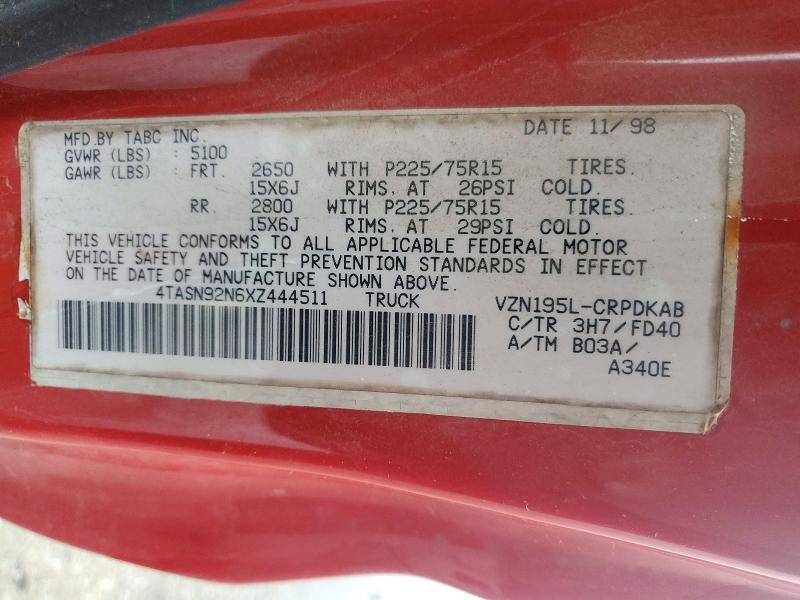 MFD.BY TABC INC. DATE 11/98
GVWR (LBS) : 5100
GAWR (LBS) : FRT. 2650 WITH P225/75R15 TIRES.
15X6J RIMS. AT 26PSI COLD.
RR. 2800 WITH P225/75R15 TIRES.
15X6J RIMS. AT 29PSI COLD.
THIS VEHICLE CONFORMS TO ALL APPLICABLE FEDERAL MOTOR
VEHICLE SAFETY AND THEFT PREVENTION STANDARDS IN EFFECT
ON THE DATE OF MANUFACTURE SHOWN ABOVE.
4TASN92N6XZ444511 TRUCK VZN195L-CRPDKAB
C/TR 3H7/FD40
A/TM B03A/
A340E